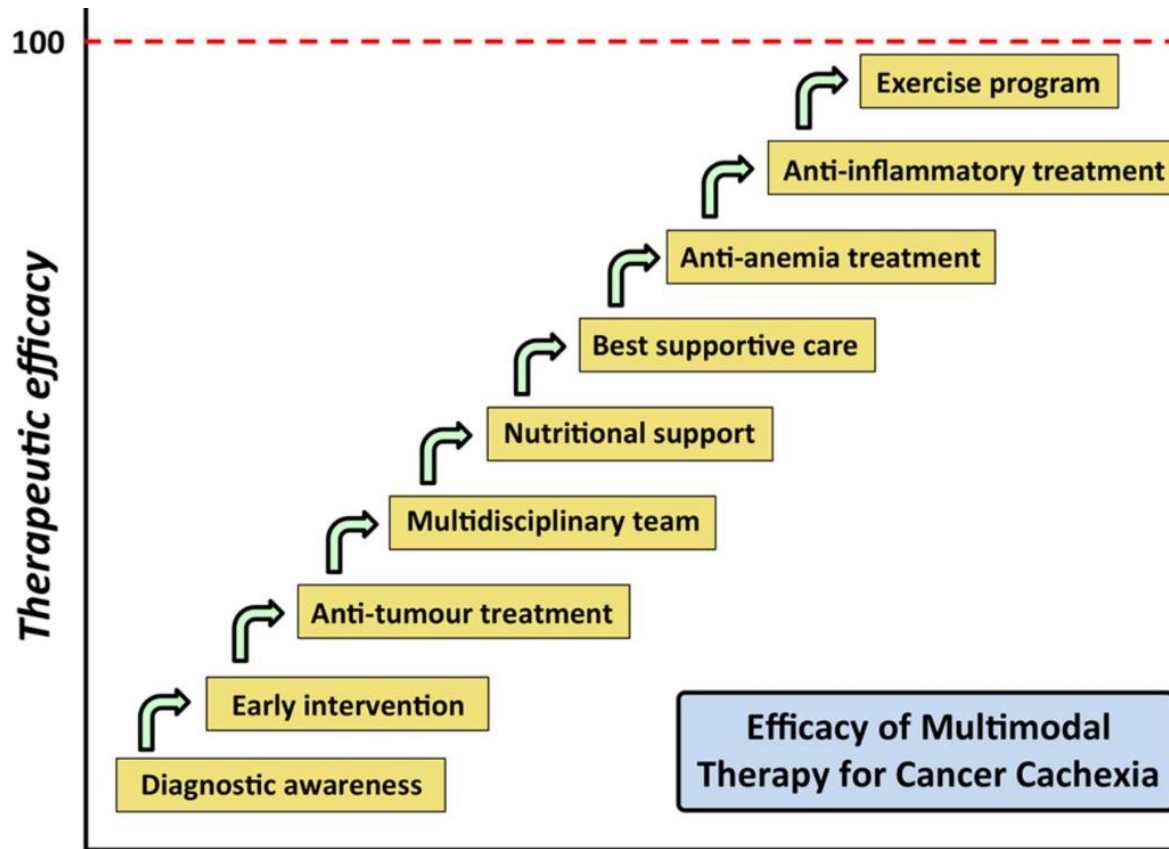 100
Exercise program
Anti-inflammatory treatment
Anti-anemia treatment
Best supportive care
Nutritional support
Multidisciplinary team
Anti-tumour treatment
Early intervention
Diagnostic awareness
Therapeutic efficacy
Efficacy of Multimodal
Therapy for Cancer Cachexia